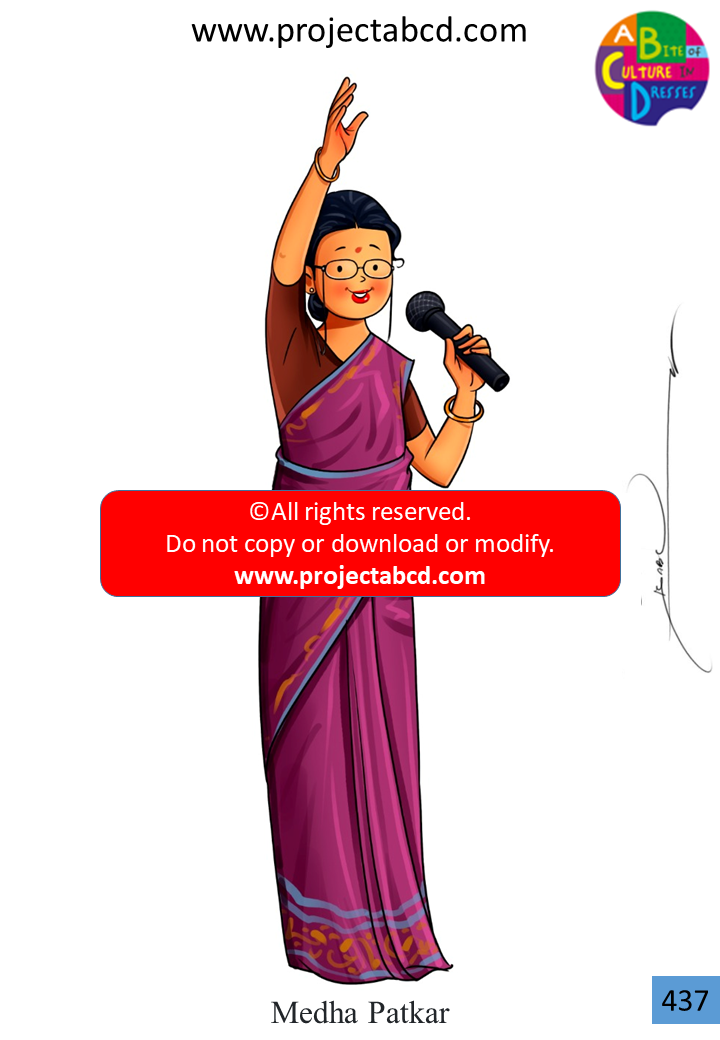 www.projectabcd.com
A BITE OF
CULTURE IN
DRESSES
©All rights reserved.
Do not copy or download or modify.
www.projectabcd.com
Medha Patkar
437